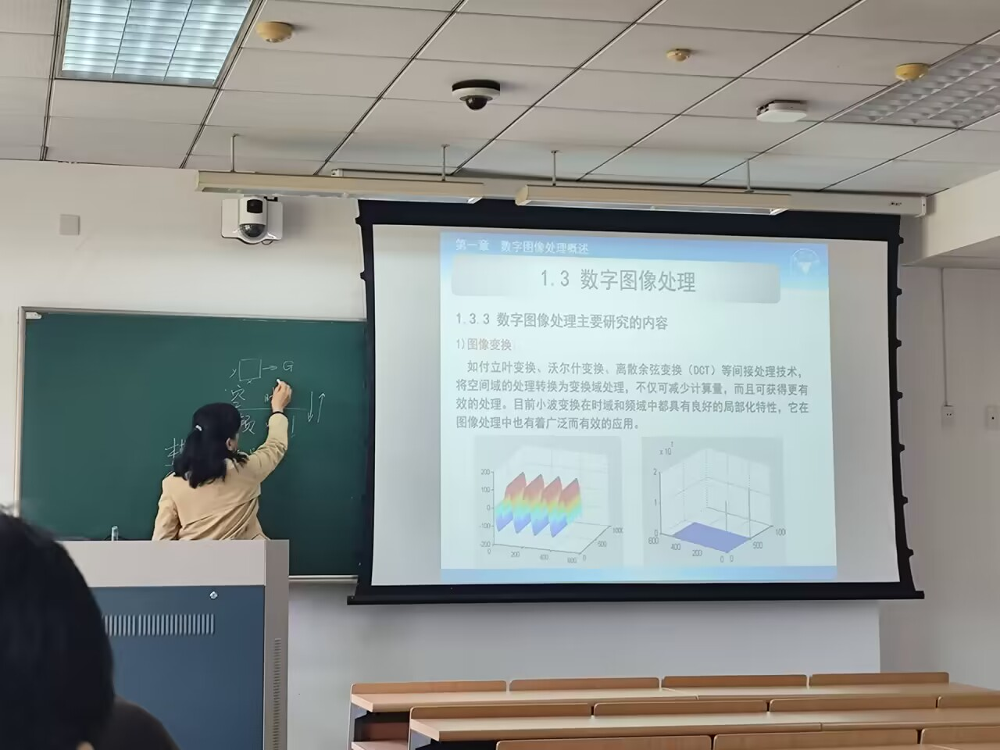 第一章 数字图像处理概述
1.3 数字图像处理
1.3.3 数字图像处理主要研究的内容
1)图像变换
如付立叶变换、沃尔什变换、离散余弦变换（DCT）等间接处理技术，
将空间域的处理转换为变换域处理，不仅可减少计算量，而且可获得更有
效的处理。目前小波变换在时域和频域中都具有良好的局部化特性，它在
图像处理中也有着广泛而有效的应用。
200
100
0
-100
-200
0
200
400
600
0
500
1000
x 10
2
1
0
600
400
200
0
0
500
1000
y → G
空
频